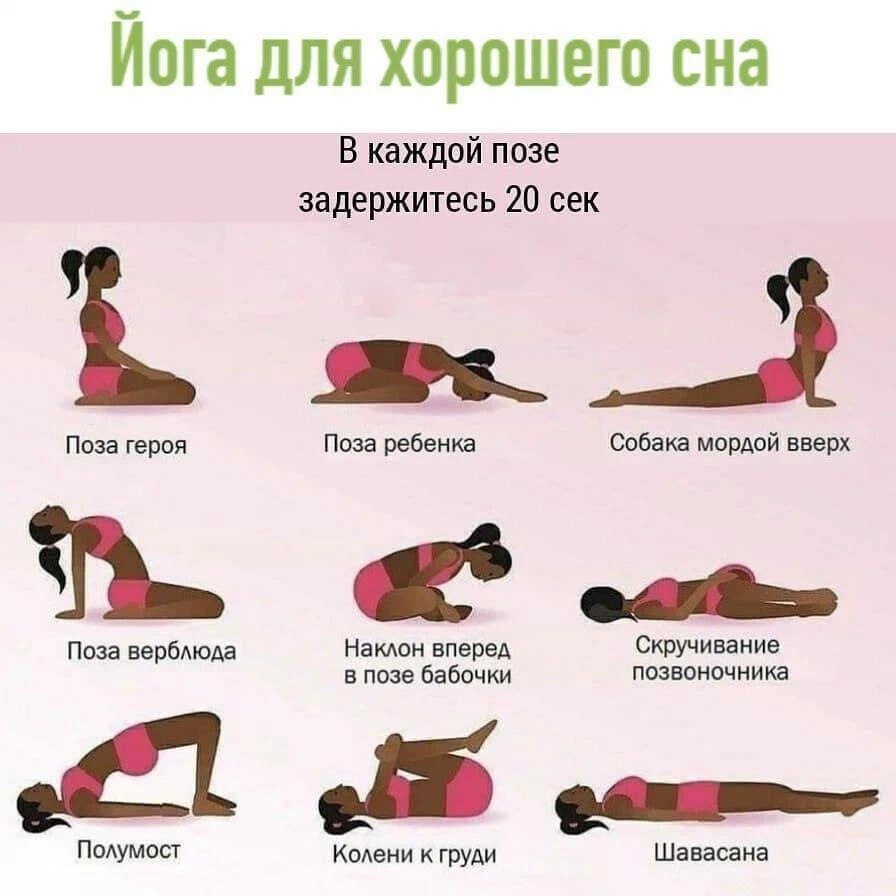 Йога для хорошего сна
В каждой позе
задержитесь 20 сек
Поза героя
Поза ребенка
Собака мордой вверх
Поза верблюда
Наклон вперед
в позе бабочки
Скручивание
позвоночника
Полумост
Колени к груди
Шавасана